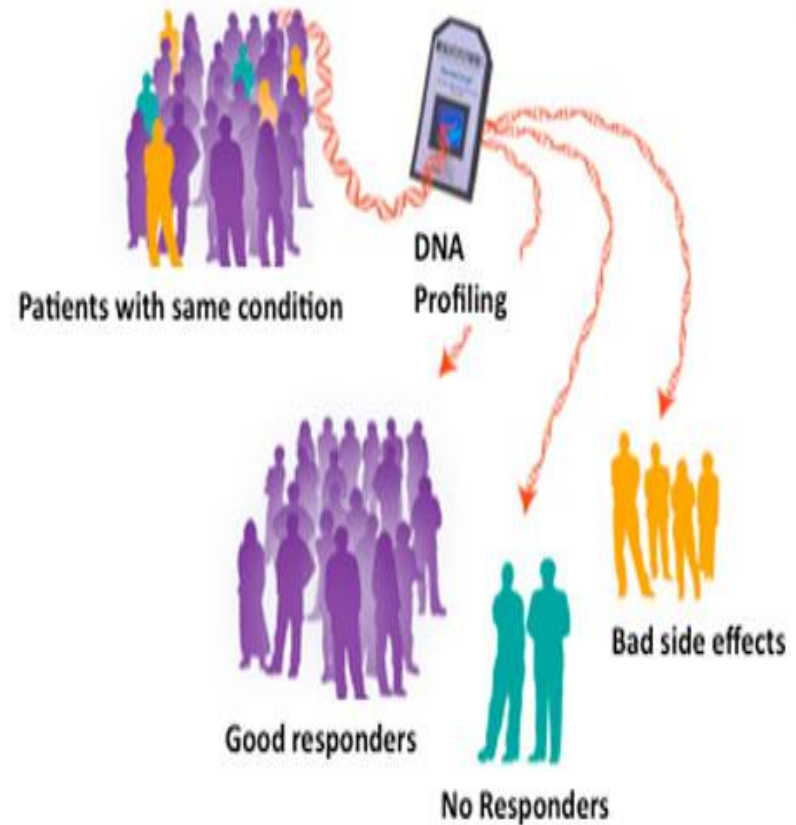 Patients with same condition
DNA
Profiling
Good responders
No Responders
Bad side effects